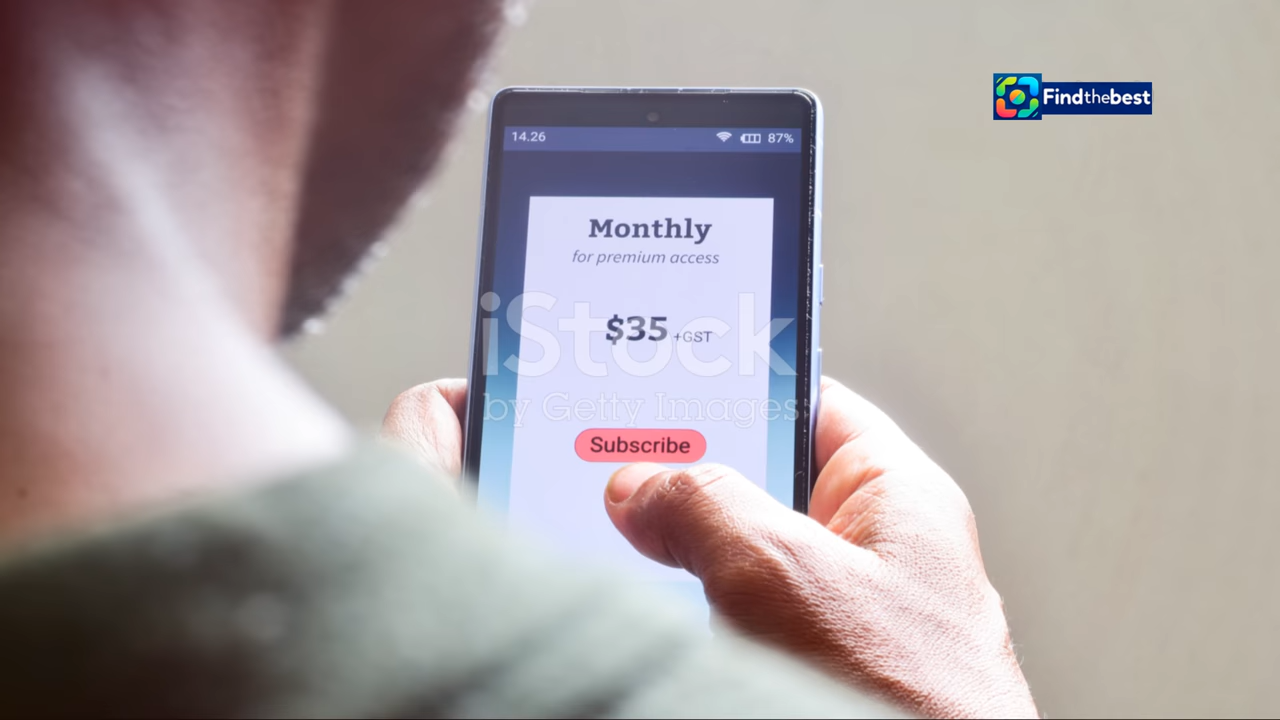 Findthebest
14.26 87%
Monthly
for premium access
$35 +GST
iStock
by Getty Images
Subscribe